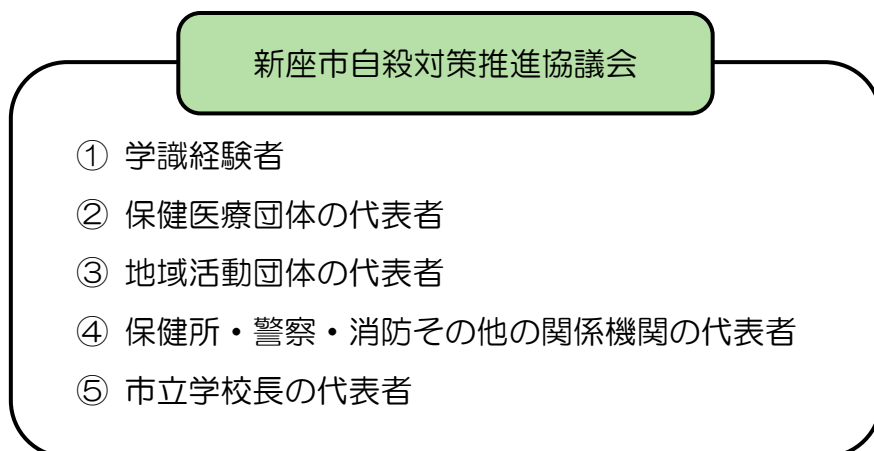 新座市自殺対策推進協議会
① 学識経験者
② 保健医療団体の代表者
③ 地域活動団体の代表者
④ 保健所・警察・消防その他の関係機関の代表者
⑤ 市立学校長の代表者